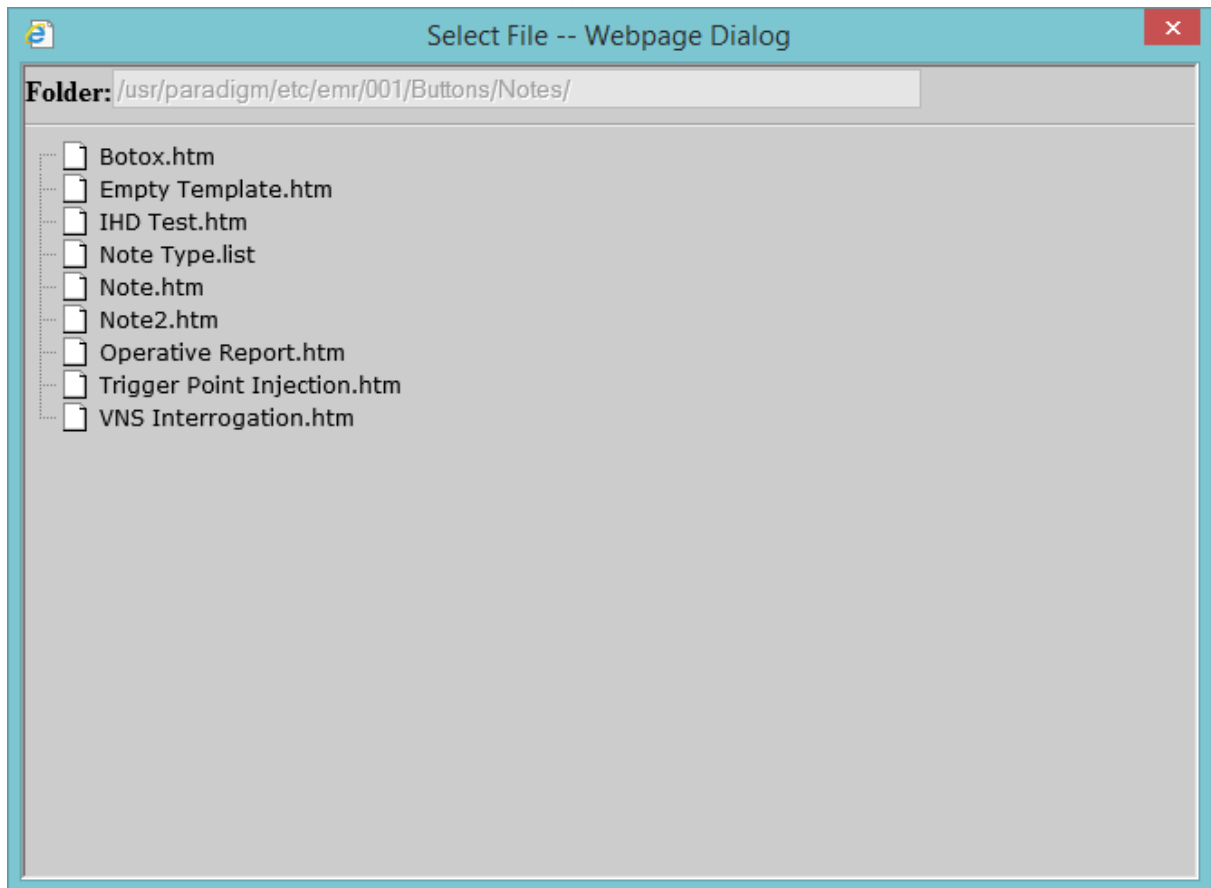 Select File -- Webpage Dialog
Folder: /usr/paradigm/etc/emr/001/Buttons/Notes/
Botox.htm
Empty Template.htm
IHD Test.htm
Note Type.list
Note.htm
Note2.htm
Operative Report.htm
Trigger Point Injection.htm
VNS Interrogation.htm